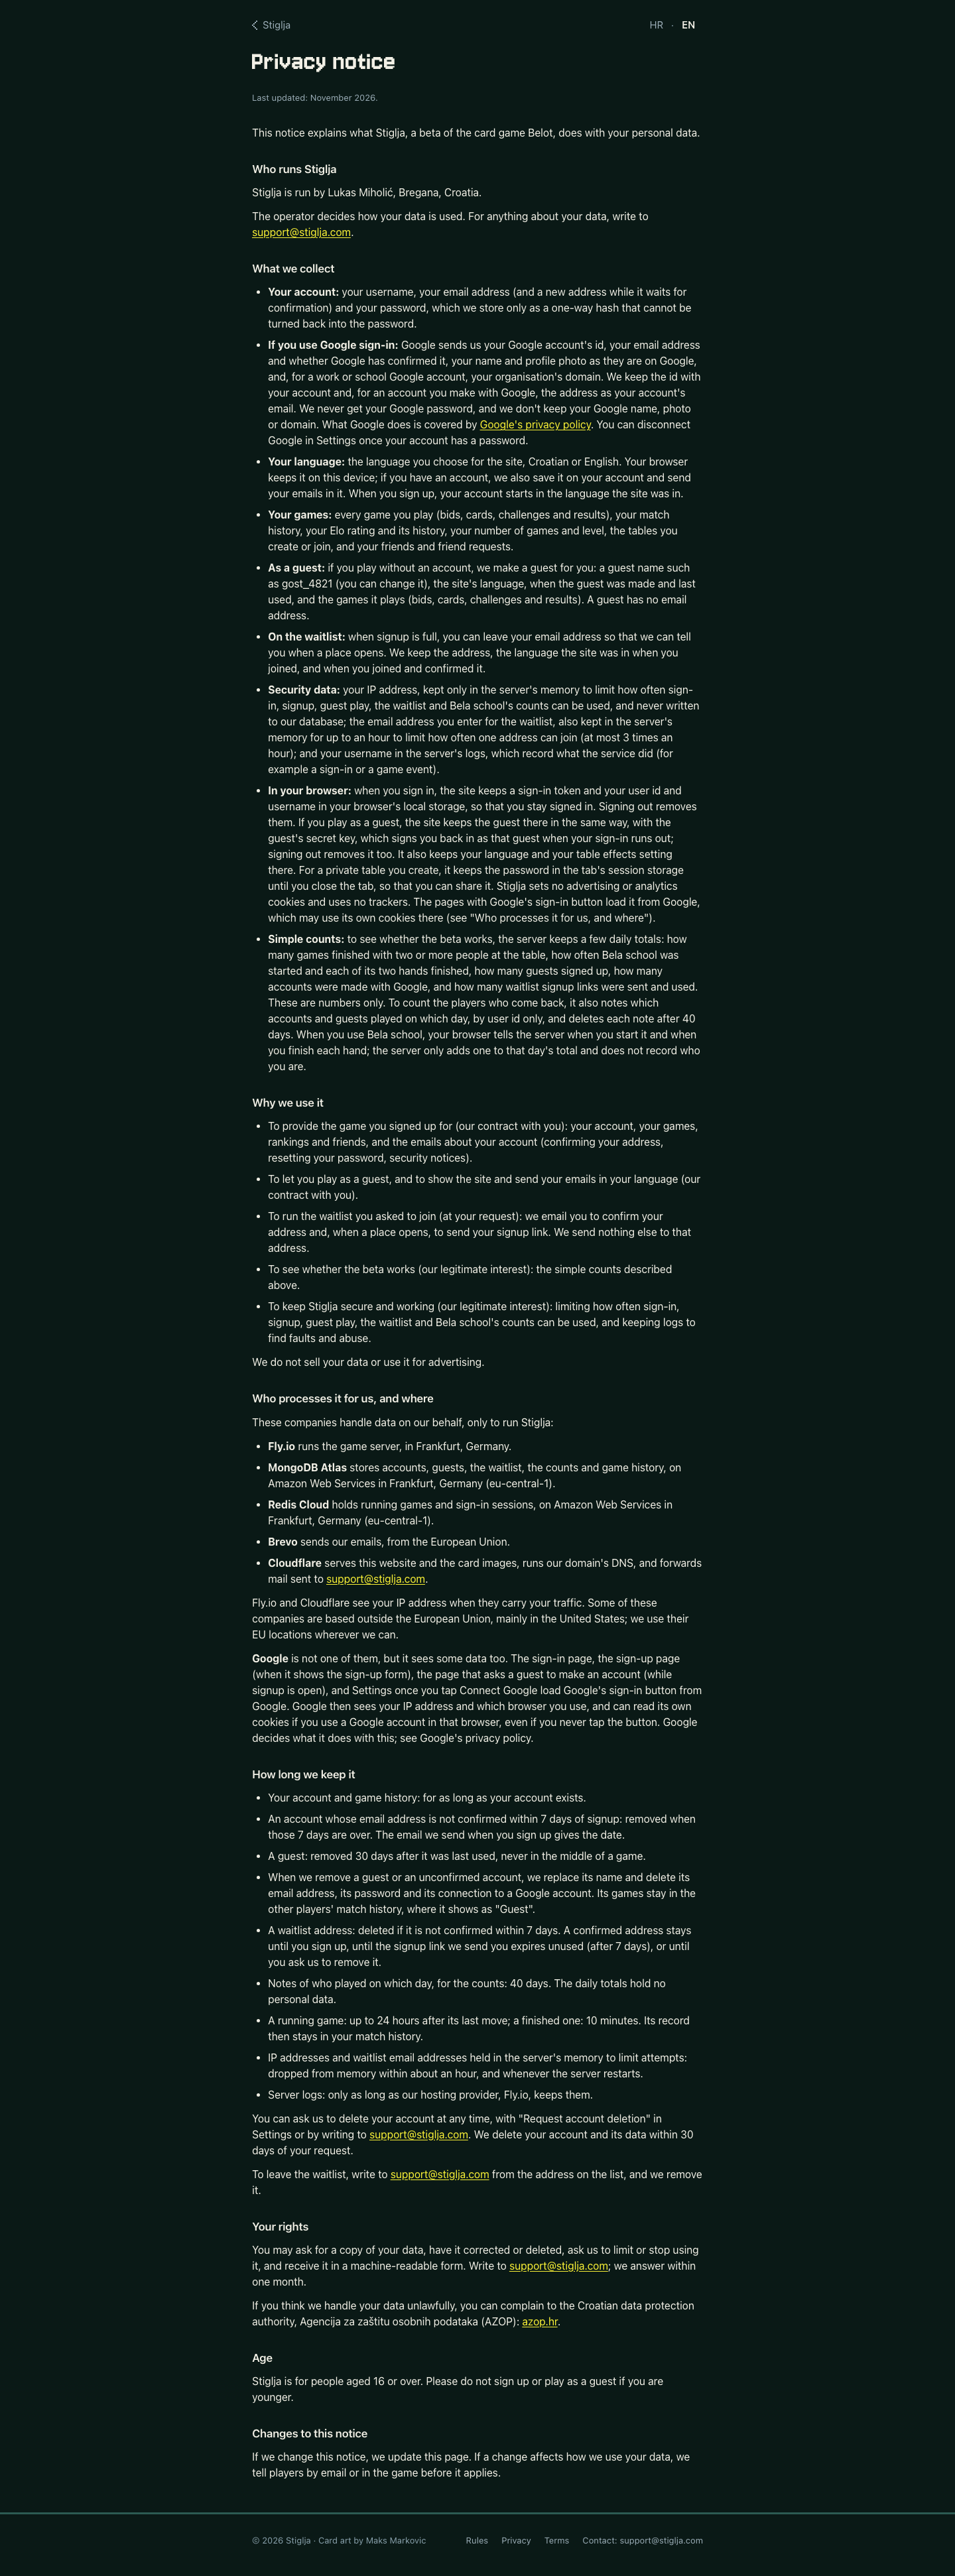 Stiglja
HR · EN
Privacy notice
Last updated: November 2026.
This notice explains what Stiglja, a beta of the card game Belot, does with your personal data.
Who runs Stiglja
Stiglja is run by Lukas Miholić, Bregana, Croatia.
The operator decides how your data is used. For anything about your data, write to
support@stiglja.com.
What we collect
• Your account: your username, your email address (and a new address while it waits for
confirmation) and your password, which we store only as a one-way hash that cannot be
turned back into the password.
• If you use Google sign-in: Google sends us your Google account's id, your email address
and whether Google has confirmed it, your name and profile photo as they are on Google,
and, for a work or school Google account, your organisation's domain. We keep the id with
your account and, for an account you make with Google, the address as your account's
email. We never get your Google password, and we don't keep your Google name, photo
or domain. What Google does is covered by Google's privacy policy. You can disconnect
Google in Settings once your account has a password.
• Your language: the language you choose for the site, Croatian or English. Your browser
keeps it on this device; if you have an account, we also save it on your account and send
your emails in it. When you sign up, your account starts in the language the site was in.
• Your games: every game you play (bids, cards, challenges and results), your match
history, your Elo rating and its history, your number of games and level, the tables you
create or join, and your friends and friend requests.
• As a guest: if you play without an account, we make a guest for you: a guest name such
as gost_4821 (you can change it), the site's language, when the guest was made and last
used, and the games it plays (bids, cards, challenges and results). A guest has no email
address.
• On the waitlist: when signup is full, you can leave your email address so that we can tell
you when a place opens. We keep the address, the language the site was in when you
joined, and when you joined and confirmed it.
• Security data: your IP address, kept only in the server's memory to limit how often sign-
in, signup, guest play, the waitlist and Bela school's counts can be used, and never written
to our database; the email address you enter for the waitlist, also kept in the server's
memory for up to an hour to limit how often one address can join (at most 3 times an
hour); and your username in the server's logs, which record what the service did (for
example a sign-in or a game event).
• In your browser: when you sign in, the site keeps a sign-in token and your user id and
username in your browser's local storage, so that you stay signed in. Signing out removes
them. If you play as a guest, the site keeps the guest there in the same way, with the
guest's secret key, which signs you back in as that guest when your sign-in runs out;
signing out removes it too. It also keeps your language and your table effects setting
there. For a private table you create, it keeps the password in the tab's session storage
until you close the tab, so that you can share it. Stiglja sets no advertising or analytics
cookies and uses no trackers. The pages with Google's sign-in button load it from Google,
which may use its own cookies there (see "Who processes it for us, and where").
• Simple counts: to see whether the beta works, the server keeps a few daily totals: how
many games finished with two or more people at the table, how often Bela school was
started and each of its two hands finished, how many guests signed up, how many
accounts were made with Google, and how many waitlist signup links were sent and used.
These are numbers only. To count the players who come back, it also notes which
accounts and guests played on which day, by user id only, and deletes each note after 40
days. When you use Bela school, your browser tells the server when you start it and when
you finish each hand; the server only adds one to that day's total and does not record who
you are.
Why we use it
• To provide the game you signed up for (our contract with you): your account, your games,
rankings and friends, and the emails about your account (confirming your address,
resetting your password, security notices).
• To let you play as a guest, and to show the site and send your emails in your language (our
contract with you).
• To run the waitlist you asked to join (at your request): we email you to confirm your
address and, when a place opens, to send your signup link. We send nothing else to that
address.
• To see whether the beta works (our legitimate interest): the simple counts described
above.
• To keep Stiglja secure and working (our legitimate interest): limiting how often sign-in,
signup, guest play, the waitlist and Bela school's counts can be used, and keeping logs to
find faults and abuse.
We do not sell your data or use it for advertising.
Who processes it for us, and where
These companies handle data on our behalf, only to run Stiglja:
• Fly.io runs the game server, in Frankfurt, Germany.
• MongoDB Atlas stores accounts, guests, the waitlist, the counts and game history, on
Amazon Web Services in Frankfurt, Germany (eu-central-1).
• Redis Cloud holds running games and sign-in sessions, on Amazon Web Services in
Frankfurt, Germany (eu-central-1).
• Brevo sends our emails, from the European Union.
• Cloudflare serves this website and the card images, runs our domain's DNS, and forwards
mail sent to support@stiglja.com.
Fly.io and Cloudflare see your IP address when they carry your traffic. Some of these
companies are based outside the European Union, mainly in the United States; we use their
EU locations wherever we can.
Google is not one of them, but it sees some data too. The sign-in page, the sign-up page
(when it shows the sign-up form), the page that asks a guest to make an account (while
signup is open), and Settings once you tap Connect Google load Google's sign-in button from
Google. Google then sees your IP address and which browser you use, and can read its own
cookies if you use a Google account in that browser, even if you never tap the button. Google
decides what it does with this; see Google's privacy policy.
How long we keep it
• Your account and game history: for as long as your account exists.
• An account whose email address is not confirmed within 7 days of signup: removed when
those 7 days are over. The email we send when you sign up gives the date.
• A guest: removed 30 days after it was last used, never in the middle of a game.
• When we remove a guest or an unconfirmed account, we replace its name and delete its
email address, its password and its connection to a Google account. Its games stay in the
other players' match history, where it shows as "Guest".
• A waitlist address: deleted if it is not confirmed within 7 days. A confirmed address stays
until you sign up, until the signup link we send you expires unused (after 7 days), or until
you ask us to remove it.
• Notes of who played on which day, for the counts: 40 days. The daily totals hold no
personal data.
• A running game: up to 24 hours after its last move; a finished one: 10 minutes. Its record
then stays in your match history.
• IP addresses and waitlist email addresses held in the server's memory to limit attempts:
dropped from memory within about an hour, and whenever the server restarts.
• Server logs: only as long as our hosting provider, Fly.io, keeps them.
You can ask us to delete your account at any time, with "Request account deletion" in
Settings or by writing to support@stiglja.com. We delete your account and its data within 30
days of your request.
To leave the waitlist, write to support@stiglja.com from the address on the list, and we remove
it.
Your rights
You may ask for a copy of your data, have it corrected or deleted, ask us to limit or stop using
it, and receive it in a machine-readable form. Write to support@stiglja.com; we answer within
one month.
If you think we handle your data unlawfully, you can complain to the Croatian data protection
authority, Agencija za zaštitu osobnih podataka (AZOP): azop.hr.
Age
Stiglja is for people aged 16 or over. Please do not sign up or play as a guest if you are
younger.
Changes to this notice
If we change this notice, we update this page. If a change affects how we use your data, we
tell players by email or in the game before it applies.
© 2026 Stiglja · Card art by Maks Markovic
Rules Privacy Terms Contact: support@stiglja.com